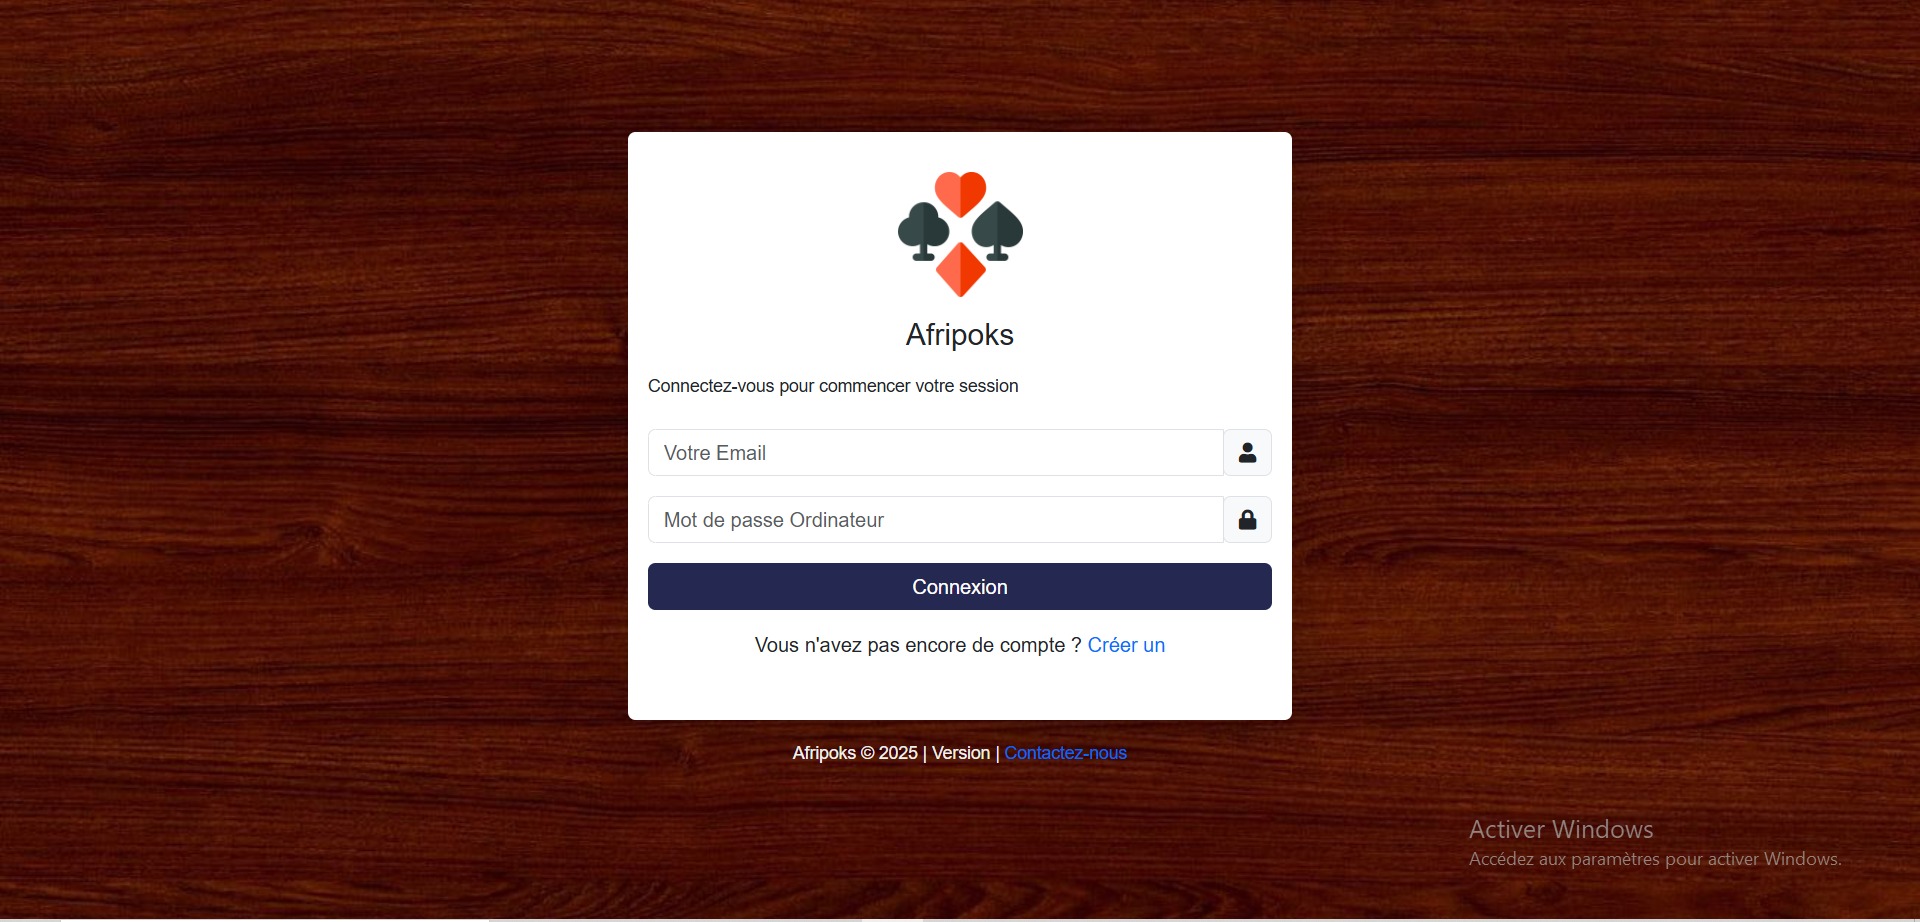 Afripoks
Connectez-vous pour commencer votre session
Votre Email
Mot de passe Ordinateur
Connexion
Vous n'avez pas encore de compte ? Créer un
Afripoks © 2025 | Version | Contactez-nous
Activer Windows
Accédez aux paramètres pour activer Windows.